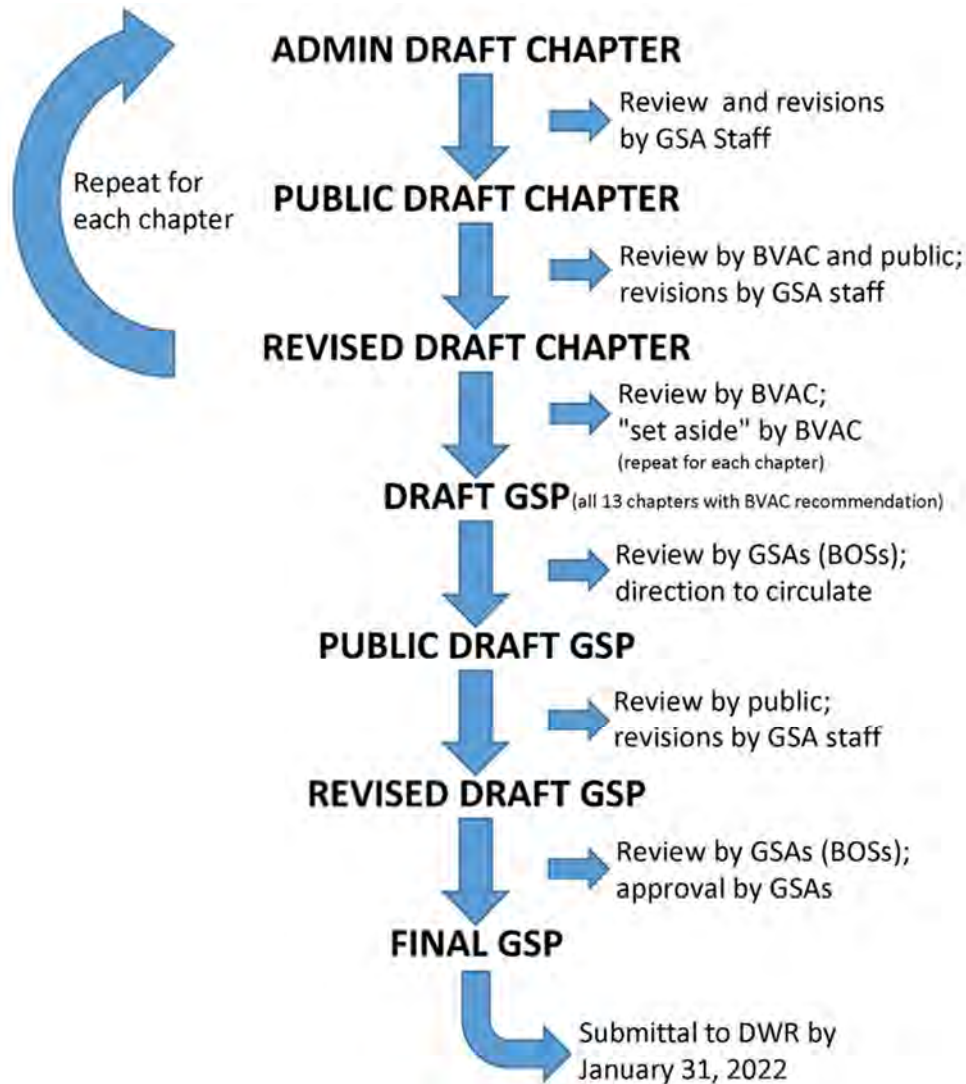 ADMIN DRAFT CHAPTER
Review and revisions
by GSA Staff
Repeat for
each chapter
PUBLIC DRAFT CHAPTER
Review by BVAC and public;
revisions by GSA staff
REVISED DRAFT CHAPTER
Review by BVAC;
"set aside" by BVAC
(repeat for each chapter)
DRAFT GSP (all 13 chapters with BVAC recommendation)
Review by GSAs (BOSs);
direction to circulate
PUBLIC DRAFT GSP
Review by public;
revisions by GSA staff
REVISED DRAFT GSP
Review by GSAs (BOSs);
approval by GSAs
FINAL GSP
Submittal to DWR by
January 31, 2022